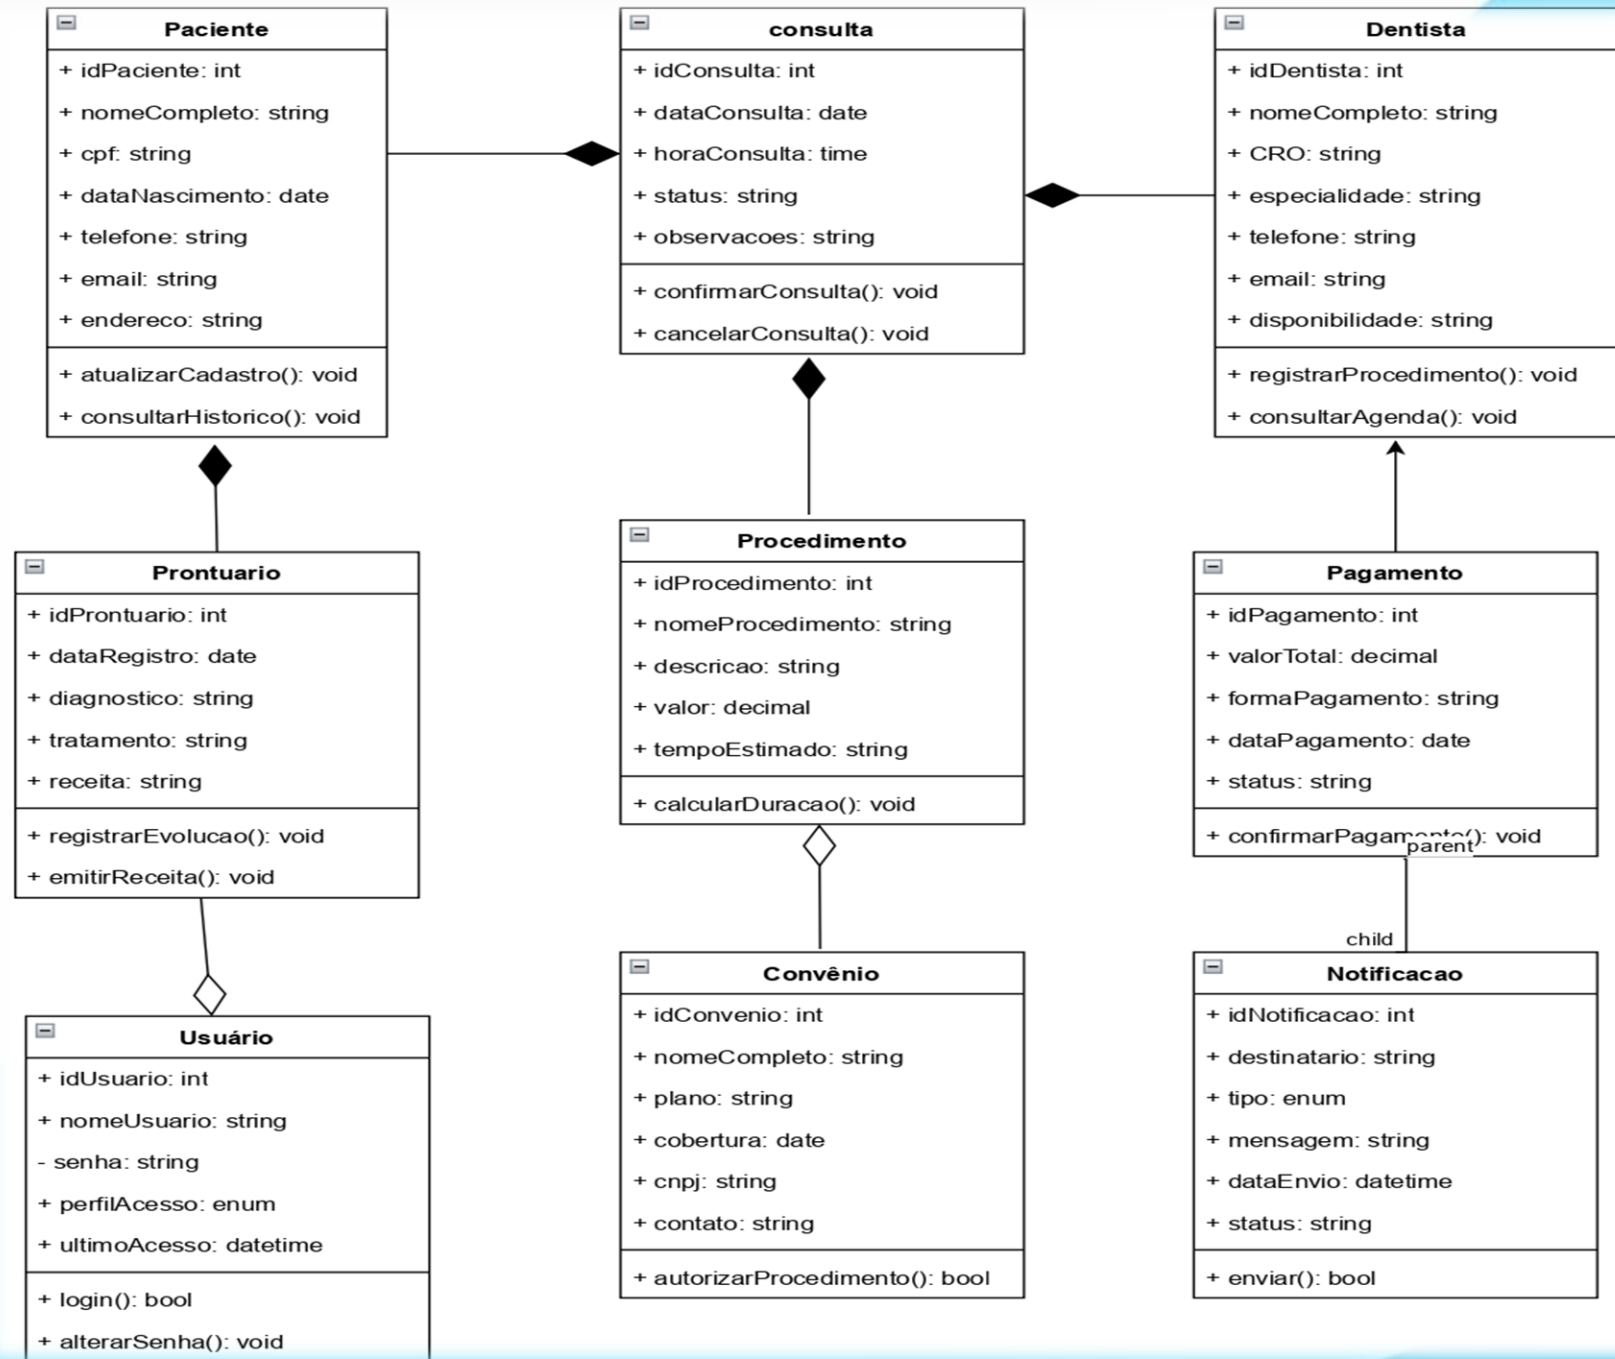 Paciente
+ idPaciente: int
+ nomeCompleto: string
+ cpf: string
+ dataNascimento: date
+ telefone: string
+ email: string
+ endereco: string
+ atualizarCadastro(): void
+ consultarHistorico(): void
consulta
+ idConsulta: int
+ dataConsulta: date
+ horaConsulta: time
+ status: string
+ observacoes: string
+ confirmarConsulta(): void
+ cancelarConsulta(): void
Dentista
+ idDentista: int
+ nomeCompleto: string
+ CRO: string
+ especialidade: string
+ telefone: string
+ email: string
+ disponibilidade: string
+ registrarProcedimento(): void
+ consultarAgenda(): void
Prontuario
+ idProntuario: int
+ dataRegistro: date
+ diagnostico: string
+ tratamento: string
+ receita: string
+ registrarEvolucao(): void
+ emitirReceita(): void
Procedimento
+ idProcedimento: int
+ nomeProcedimento: string
+ descricao: string
+ valor: decimal
+ tempoEstimado: string
+ calcularDuracao(): void
Pagamento
+ idPagamento: int
+ valorTotal: decimal
+ formaPagamento: string
+ dataPagamento: date
+ status: string
+ confirmarPagamento(): void
parent
child
Usuário
+ idUsuario: int
+ nomeUsuario: string
- senha: string
+ perfilAcesso: enum
+ ultimoAcesso: datetime
+ login(): bool
+ alterarSenha(): void
Convênio
+ idConvenio: int
+ nomeCompleto: string
+ plano: string
+ cobertura: date
+ cnpj: string
+ contato: string
+ autorizarProcedimento(): bool
Notificacao
+ idNotificacao: int
+ destinatario: string
+ tipo: enum
+ mensagem: string
+ dataEnvio: datetime
+ status: string
+ enviar(): bool